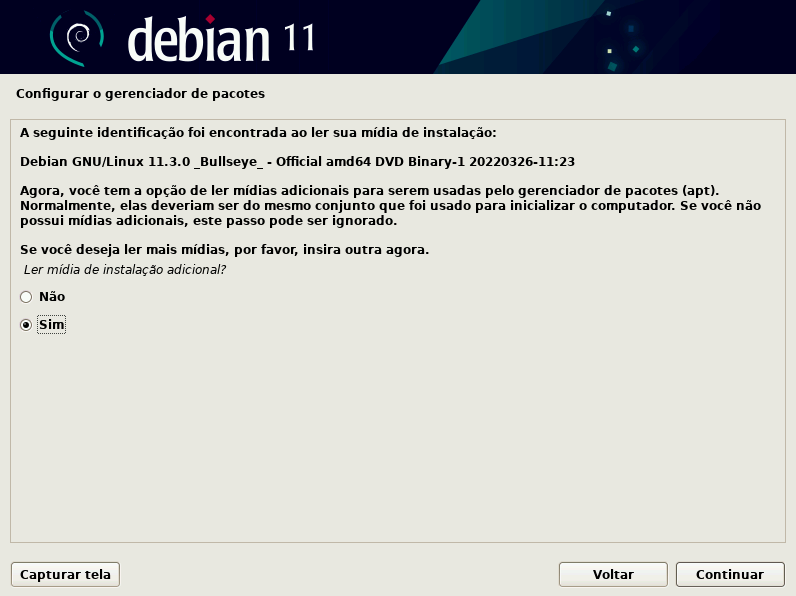 debian 11
Configurar o gerenciador de pacotes
A seguinte identificação foi encontrada ao ler sua mídia de instalação:
Debian GNU/Linux 11.3.0 _Bullseye_ - Official amd64 DVD Binary-1 20220326-11:23
Agora, você tem a opção de ler mídias adicionais para serem usadas pelo gerenciador de pacotes (apt).
Normalmente, elas deveriam ser do mesmo conjunto que foi usado para inicializar o computador. Se você não
possui mídias adicionais, este passo pode ser ignorado.
Se você deseja ler mais mídias, por favor, insira outra agora.
Ler mídia de instalação adicional?
Não
Sim
Capturar tela
Voltar
Continuar